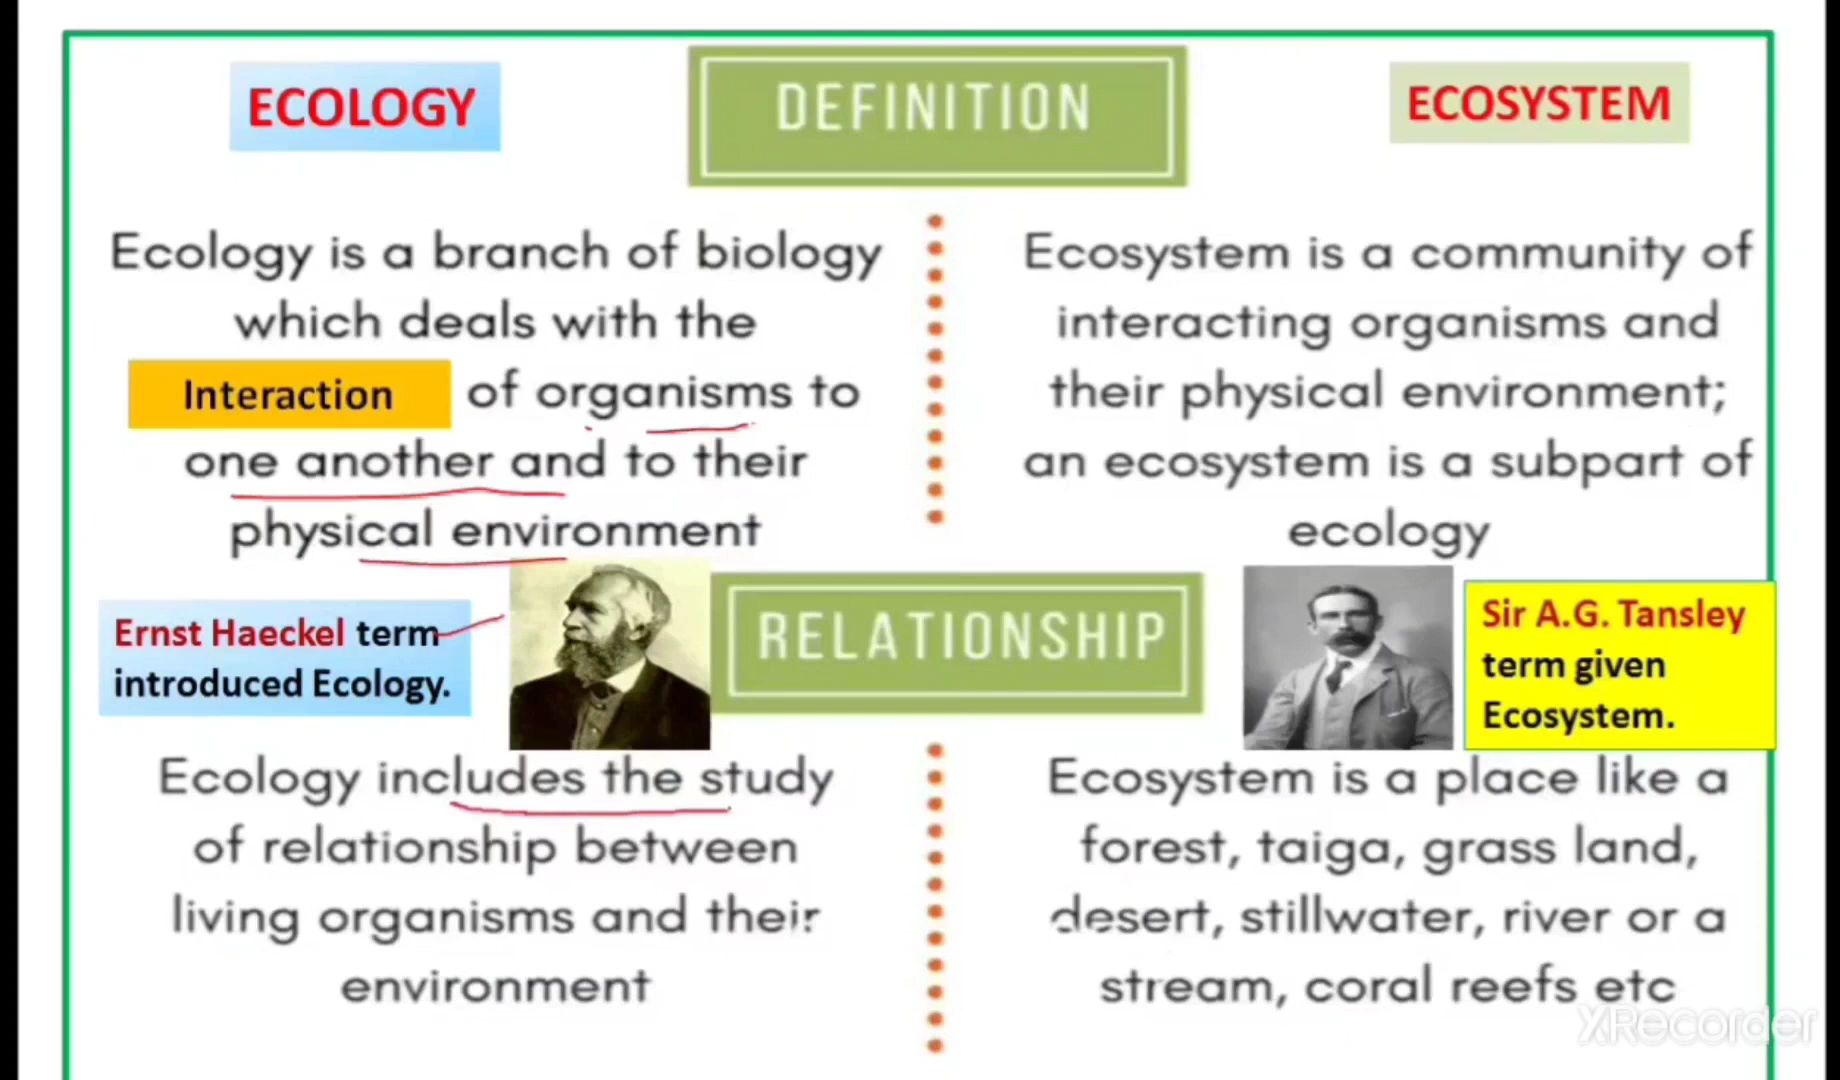 ECOLOGY
DEFINITION
ECOSYSTEM
Ecology is a branch of biology
which deals with the
Interaction of organisms to
one another and to their
physical environment
Ecosystem is a community of
interacting organisms and
their physical environment;
an ecosystem is a subpart of
ecology
Ernst Haeckel term
introduced Ecology.
RELATIONSHIP
Sir A.G. Tansley
term given
Ecosystem.
Ecology includes the study
of relationship between
living organisms and their
environment
Ecosystem is a place like a
forest, taiga, grass land,
desert, stillwater, river or a
stream, coral reefs etc
XRecorder